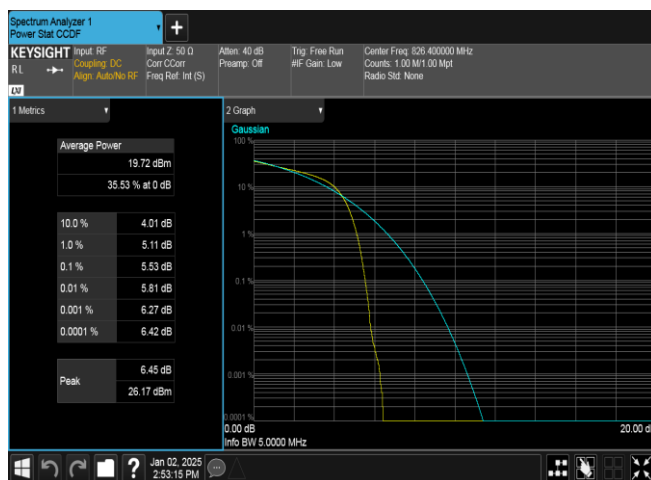 Spectrum Analyzer 1
Power Stat CCDF
KEYSIGHT
RL
LXI
Input: RF
Coupling: DC
Align: Auto/No RF
Input Z: 50 Ω
Corr CCorr
Freq Ref: Int (S)
Atten: 40 dB
Preamp: Off
Trig: Free Run
#IF Gain: Low
Center Freq: 826.400000 MHz
Counts: 1.00 M/1.00 Mpt
Radio Std: None
1 Metrics
Average Power
19.72 dBm
35.53 % at 0 dB
10.0 % 4.01 dB
1.0 % 5.11 dB
0.1 % 5.53 dB
0.01 % 5.81 dB
0.001 % 6.27 dB
0.0001 % 6.42 dB
Peak
6.45 dB
26.17 dBm
2 Graph
Gaussian
100 %
10 %
1 %
0.1 %
0.01 %
0.001 %
0.0001 %
0.00 dB
20.00 d
Info BW 5.0000 MHz
?
Jan 02, 2025
2:53:15 PM